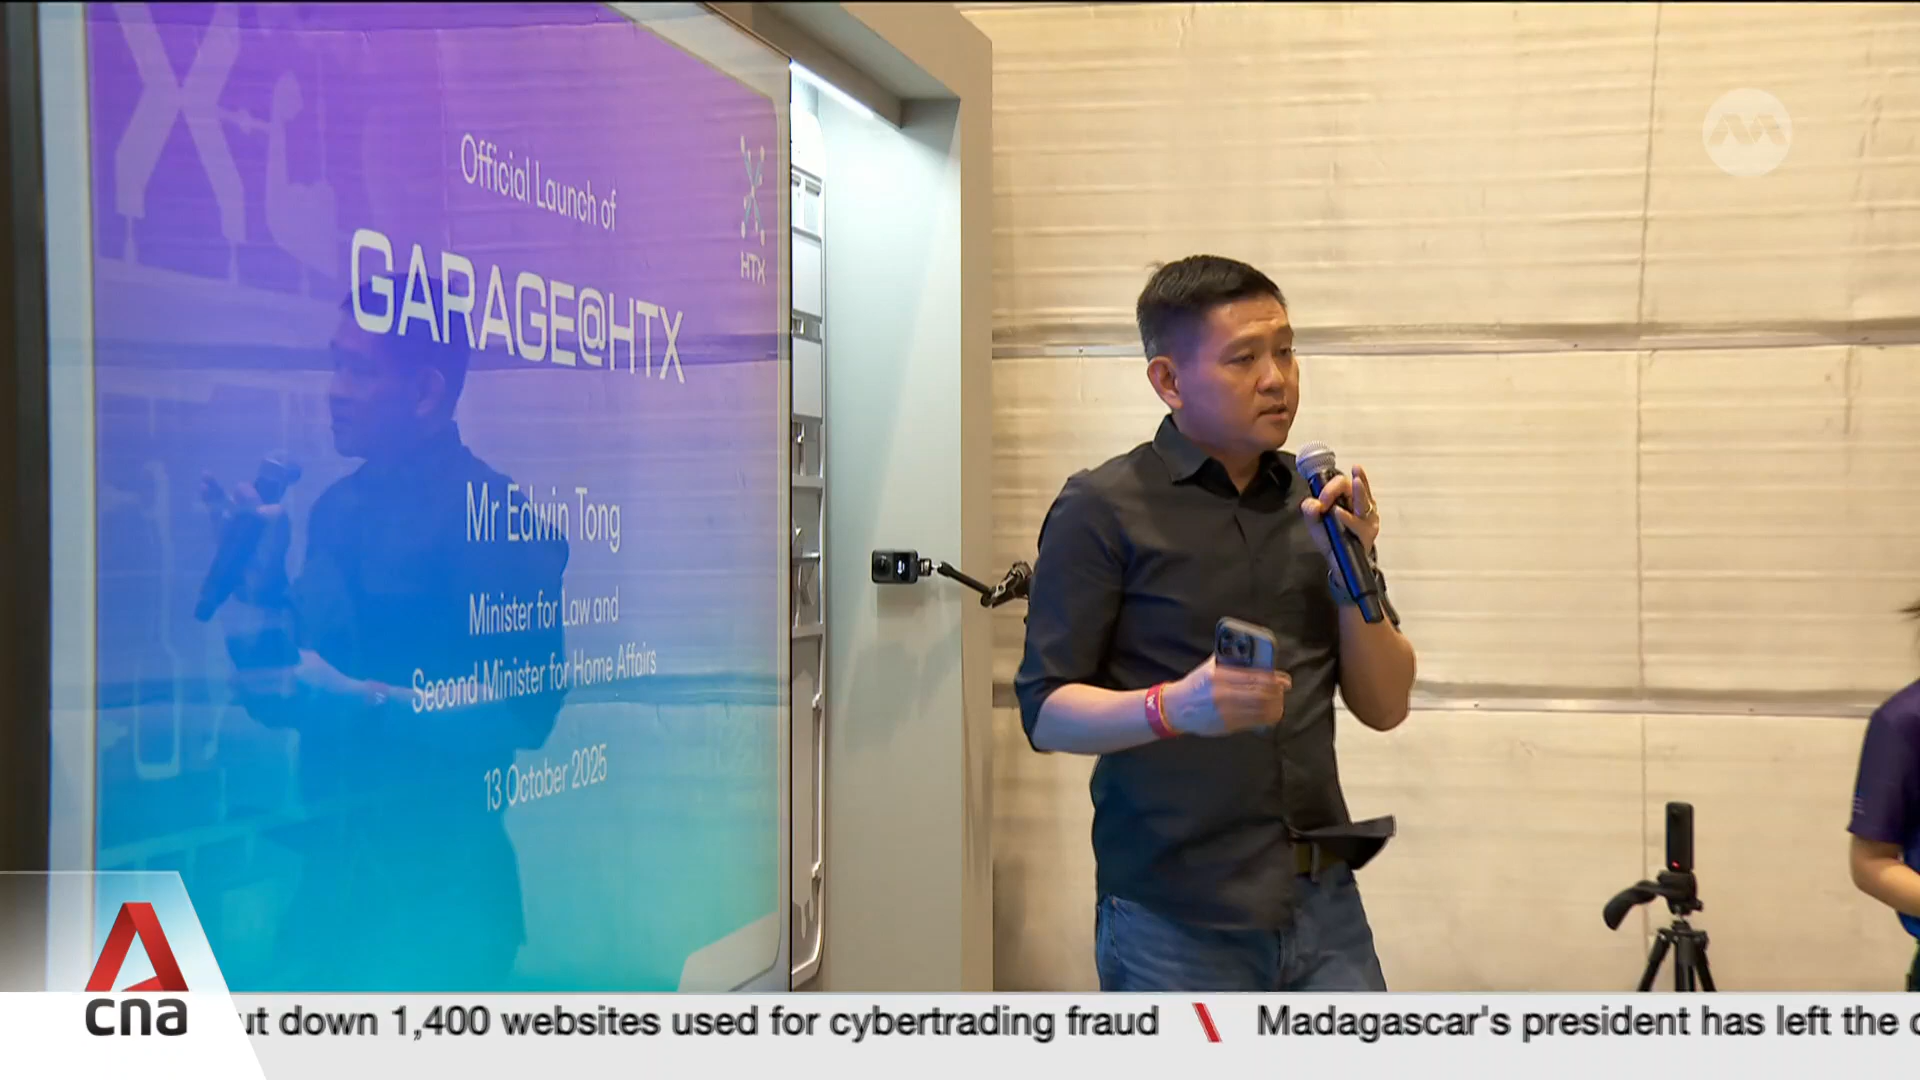 Official Launch of
GARAGE@HTX
HTX
Mr Edwin Tong
Minister for Law and
Second Minister for Home Affairs
13 October 2025
cna
ut down 1,400 websites used for cybertrading fraud
Madagascar's president has left the